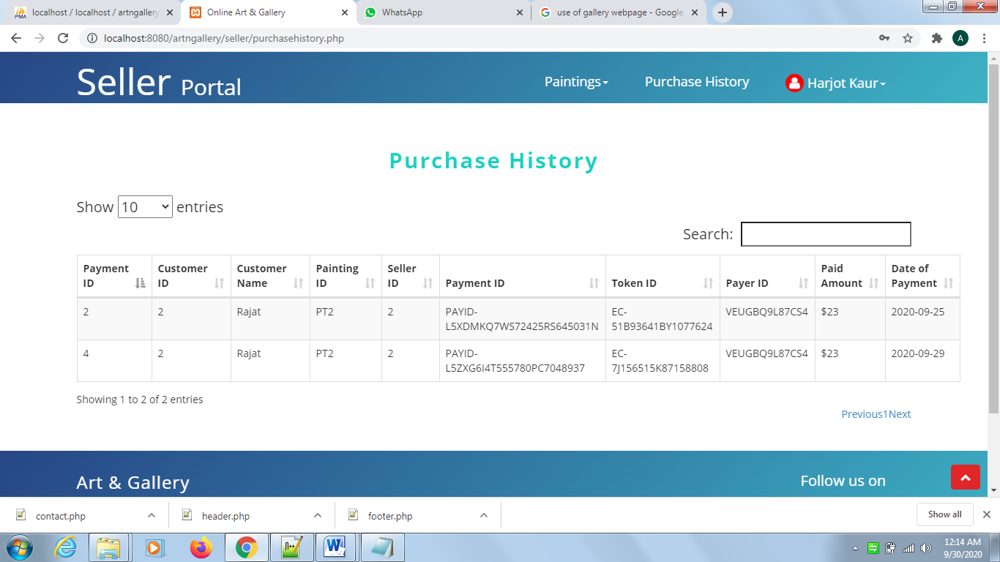 localhost / localhost / artngallery
Online Art & Gallery
WhatsApp
use of gallery webpage - Google
localhost:8080/artngallery/seller/purchasehistory.php
A
Seller Portal
Paintings
Purchase History
Harjot Kaur
Purchase History
Show 10 entries
Search:
Payment ID
Customer ID
Customer Name
Painting ID
Seller ID
Payment ID
Token ID
Payer ID
Paid Amount
Date of Payment
2 2 Rajat PT2 2 PAYID-L5XDMKQ7WS72425RS645031N EC-51B93641BY1077624 VEUGBQ9L87CS4 $23 2020-09-25
4 2 Rajat PT2 2 PAYID-L5ZXG6I4T555780PC7048937 EC-7J156515K87158808 VEUGBQ9L87CS4 $23 2020-09-29
Showing 1 to 2 of 2 entries
Previous1Next
Art & Gallery
Follow us on
contact.php
header.php
footer.php
Show all
12:14 AM
9/30/2020